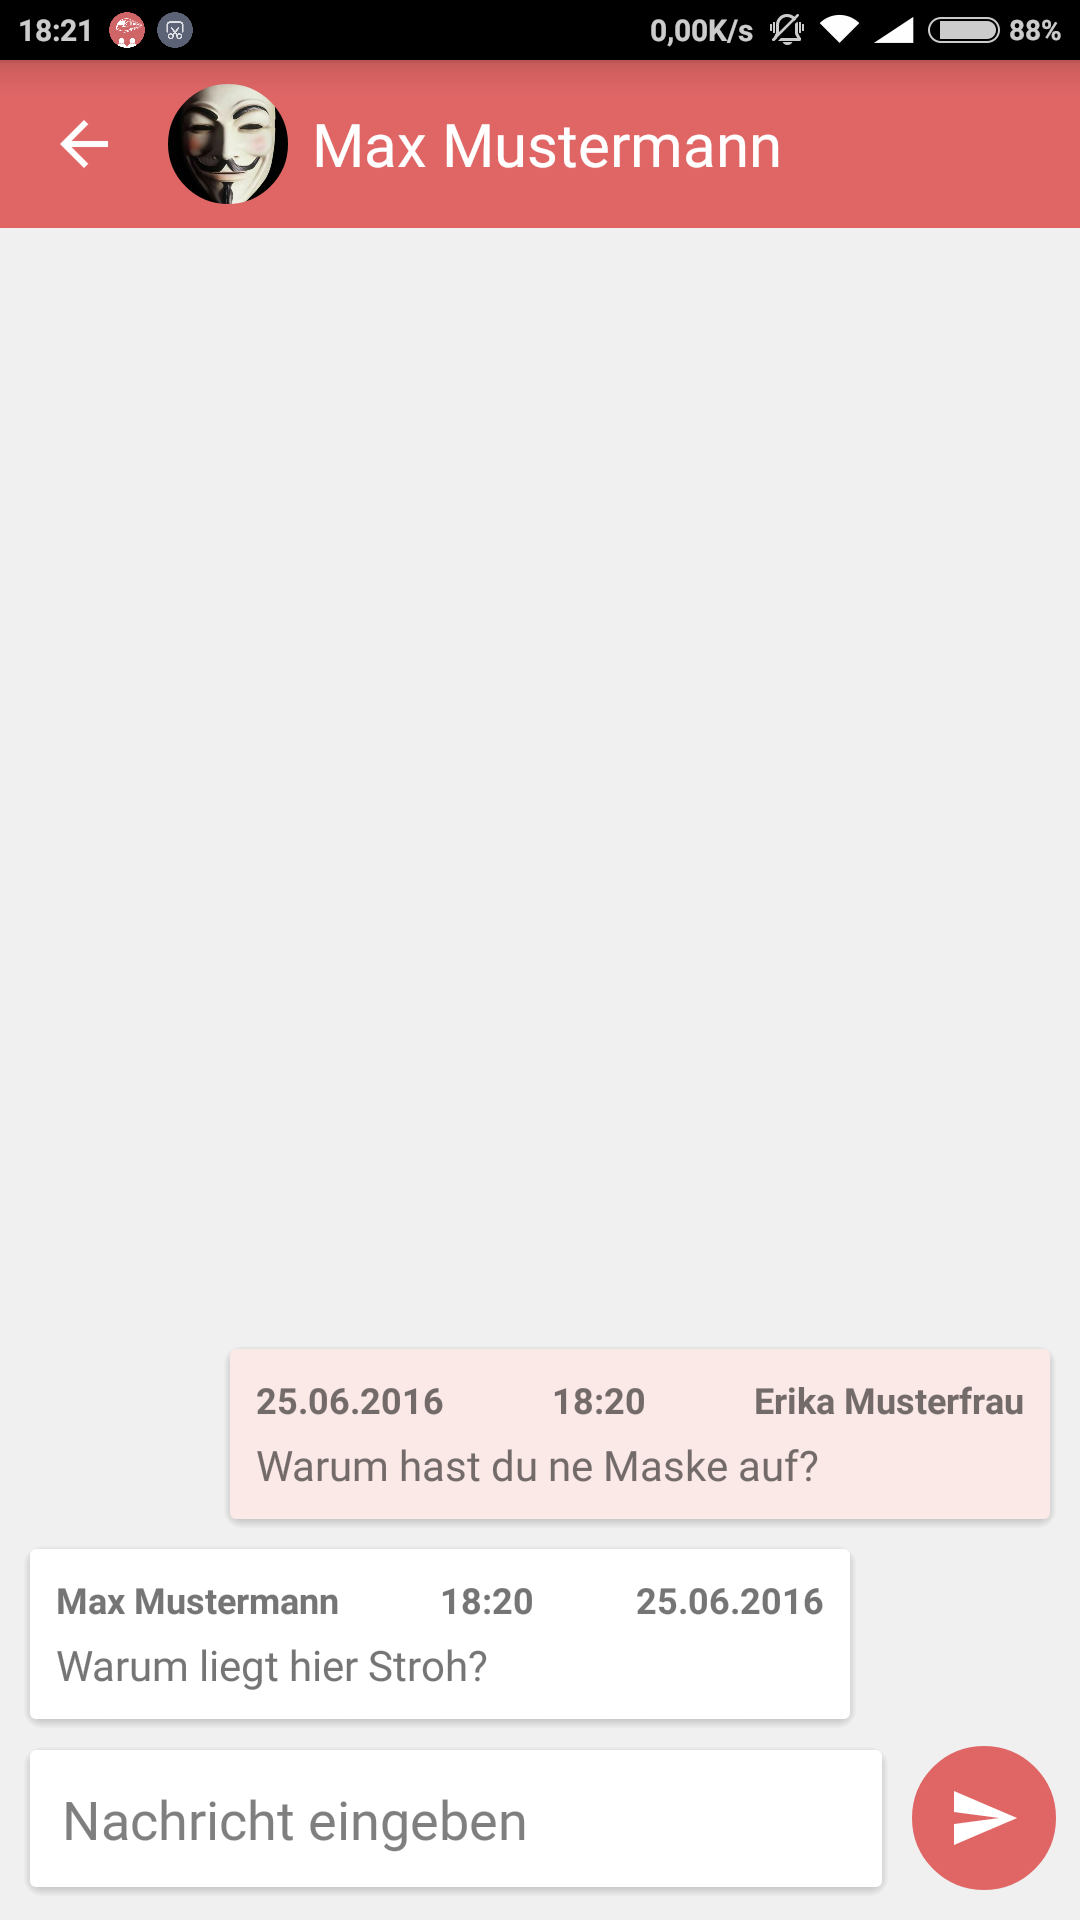 18:21 0,00K/s 88%
Max Mustermann
25.06.2016 18:20 Erika Musterfrau
Warum hast du ne Maske auf?
Max Mustermann 18:20 25.06.2016
Warum liegt hier Stroh?
Nachricht eingeben